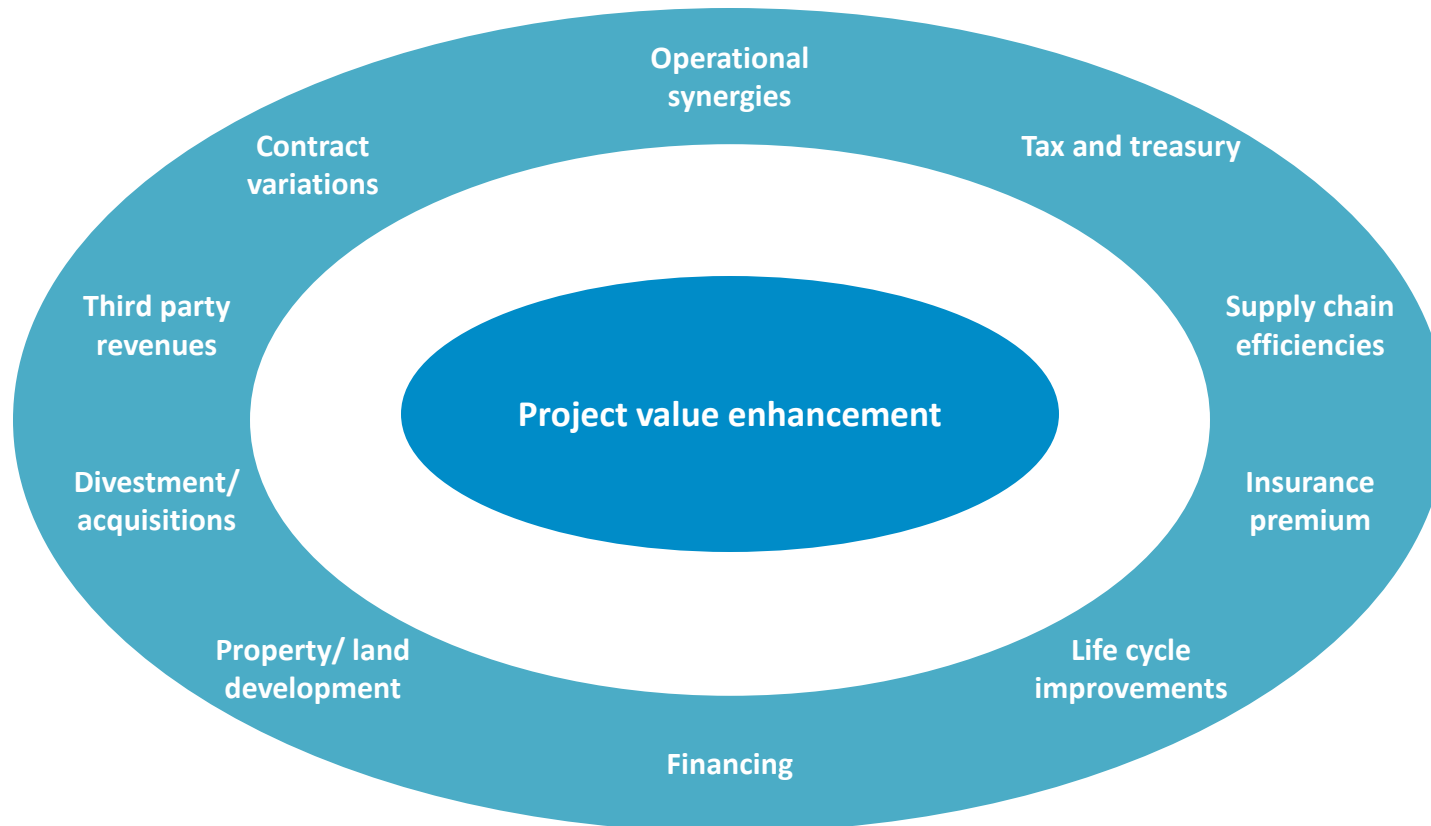 Operational
synergies
Contract
variations
Tax and treasury
Third party
revenues
Supply chain
efficiencies
Project value enhancement
Divestment/
acquisitions
Insurance
premium
Property/ land
development
Life cycle
improvements
Financing